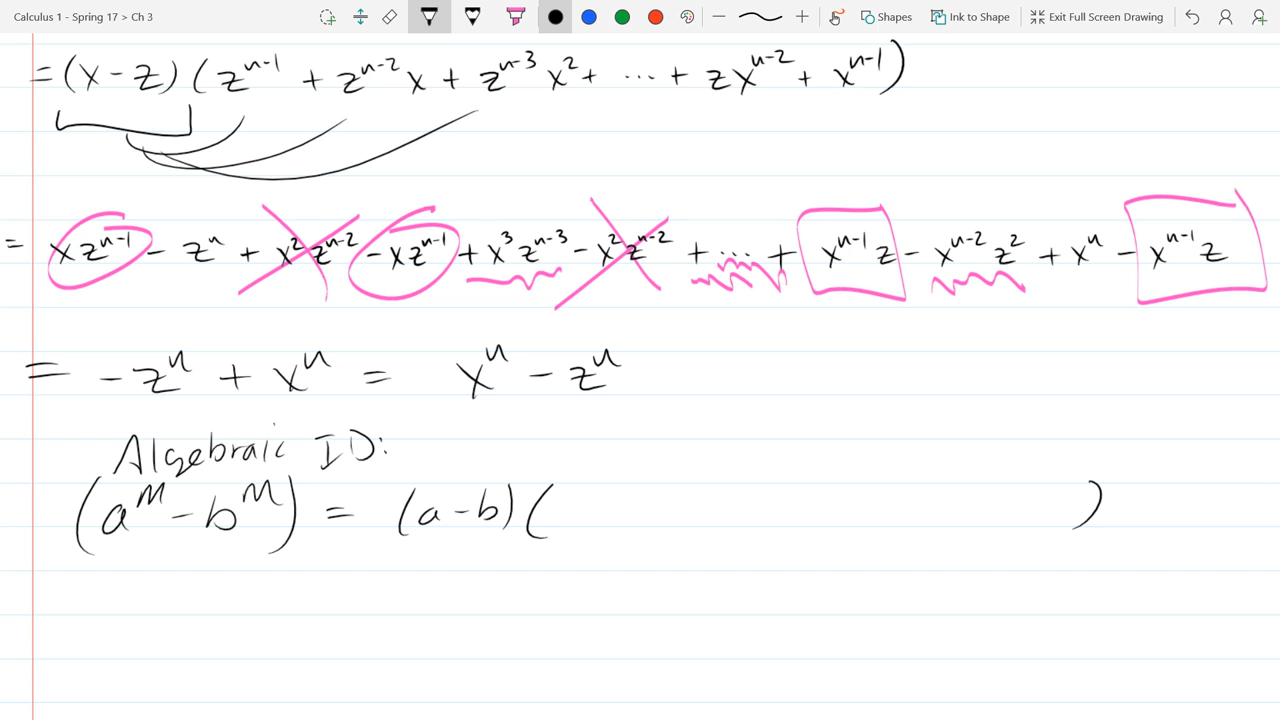 Calculus 1 - Spring 17 > Ch 3 Shapes Ink to Shape Exit Full Screen Drawing
= (x - z) (z^{n-1} + z^{n-2}x + z^{n-3}x^2 + ... + zx^{n-2} + x^{n-1})
= xz^{n-1} - z^n + x^2z^{n-2} - xz^{n-1} + x^3z^{n-3} - x^2z^{n-2} + ... + x^{n-1}z - x^{n-2}z^2 + x^n - x^{n-1}z
= -z^n + x^n = x^n - z^n
Algebraic ID:
(a^M - b^M) = (a - b)( )